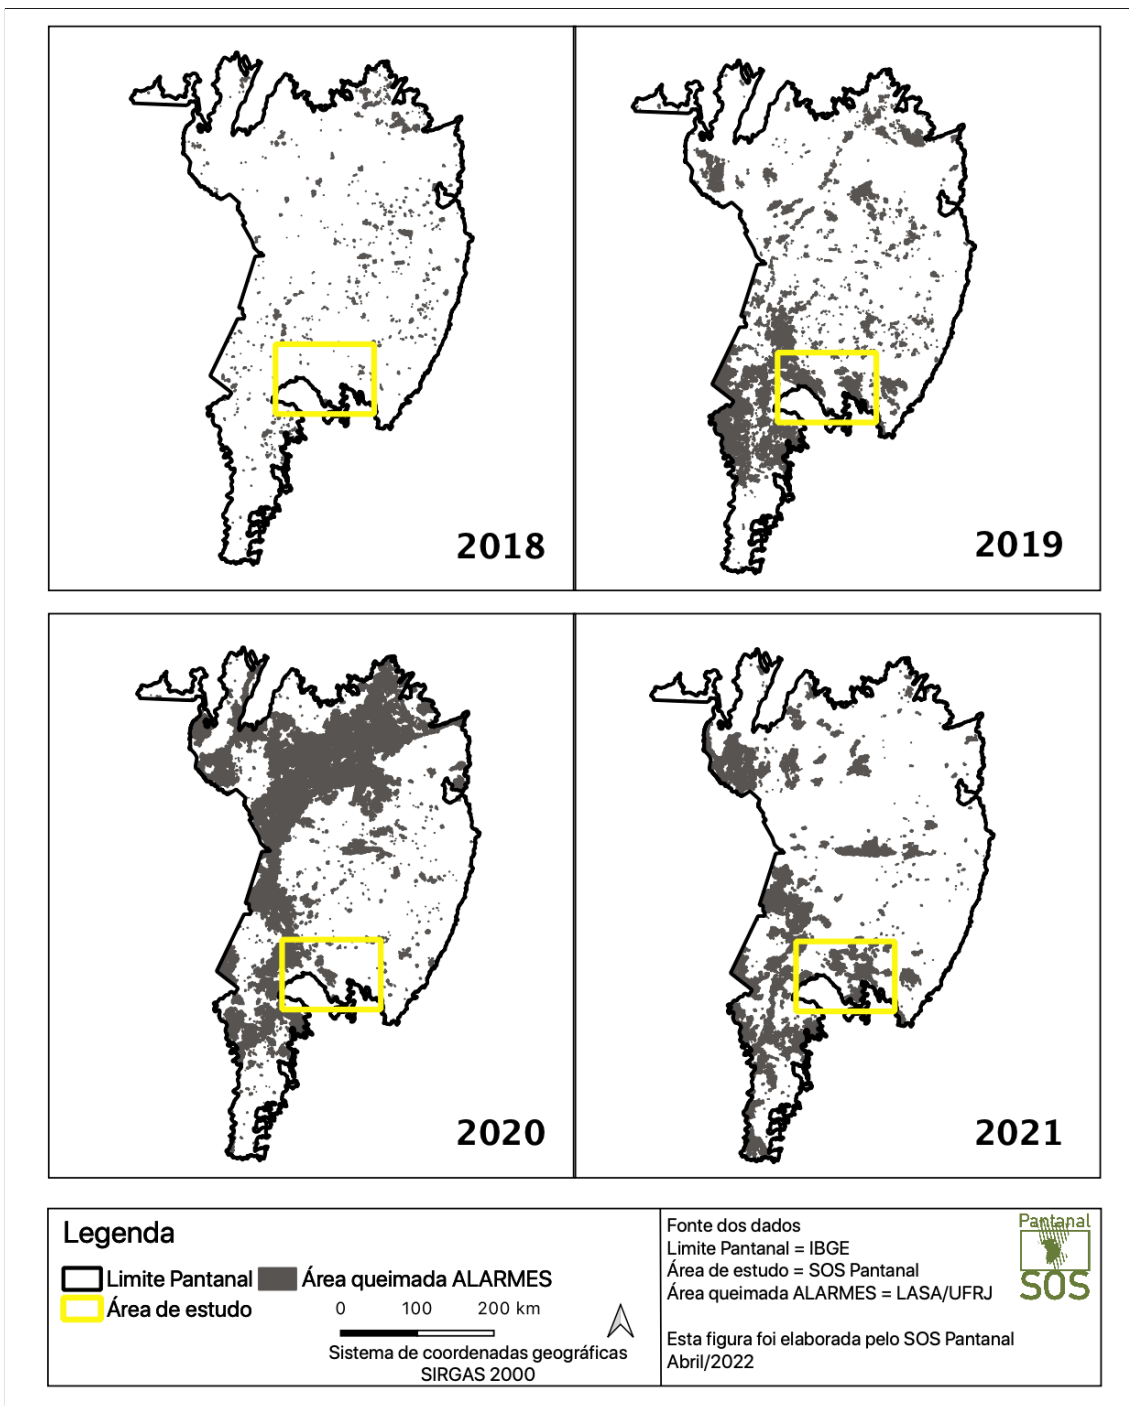 2018
2019
2020
2021
Legenda
Limite Pantanal
Área queimada ALARMES
Área de estudo
0 100 200 km
Sistema de coordenadas geográficas
SIRGAS 2000
Fonte dos dados
Limite Pantanal = IBGE
Área de estudo = SOS Pantanal
Área queimada ALARMES = LASA/UFRJ
Esta figura foi elaborada pelo SOS Pantanal
Abril/2022
Pantanal
SOS